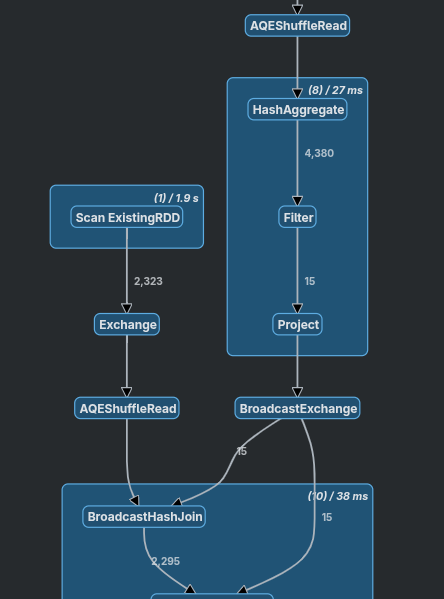 AQEShuffleRead
(8) / 27 ms
HashAggregate
4,380
(1) / 1.9 s
Scan ExistingRDD
Filter
2,323
15
Exchange
Project
AQEShuffleRead
BroadcastExchange
15
(10) / 38 ms
BroadcastHashJoin
15
2,295